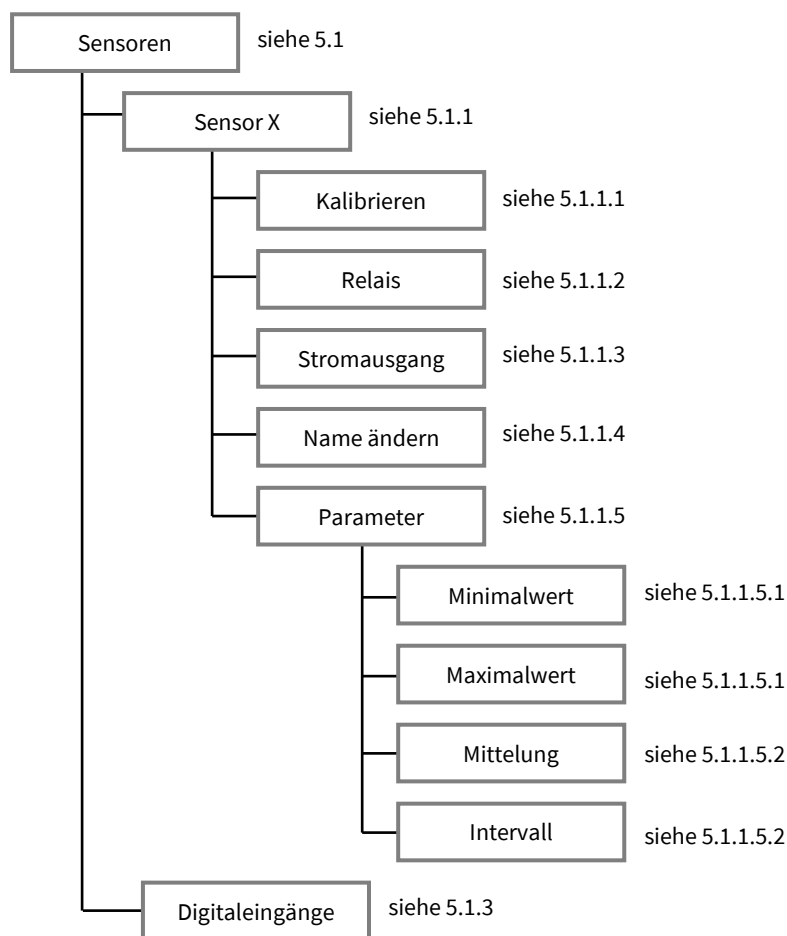 Sensoren siehe 5.1
Sensor X siehe 5.1.1
Kalibrieren siehe 5.1.1.1
Relais siehe 5.1.1.2
Stromausgang siehe 5.1.1.3
Name ändern siehe 5.1.1.4
Parameter siehe 5.1.1.5
Minimalwert siehe 5.1.1.5.1
Maximalwert siehe 5.1.1.5.1
Mittelung siehe 5.1.1.5.2
Intervall siehe 5.1.1.5.2
Digitaleingänge siehe 5.1.3